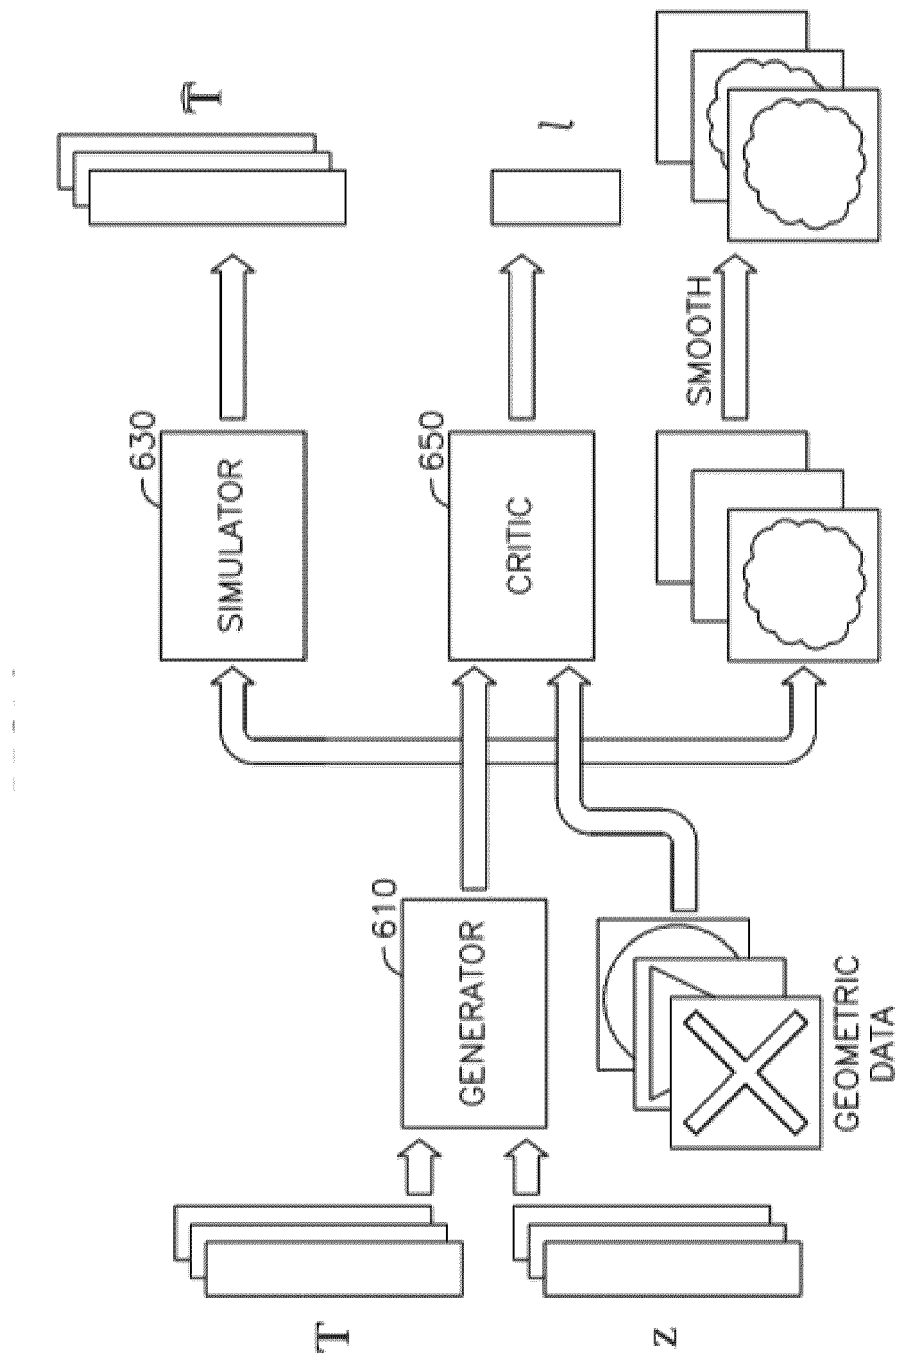 T
z
610
GENERATOR
GEOMETRIC
DATA
630
SIMULATOR
650
CRITIC
SMOOTH
T̂
l